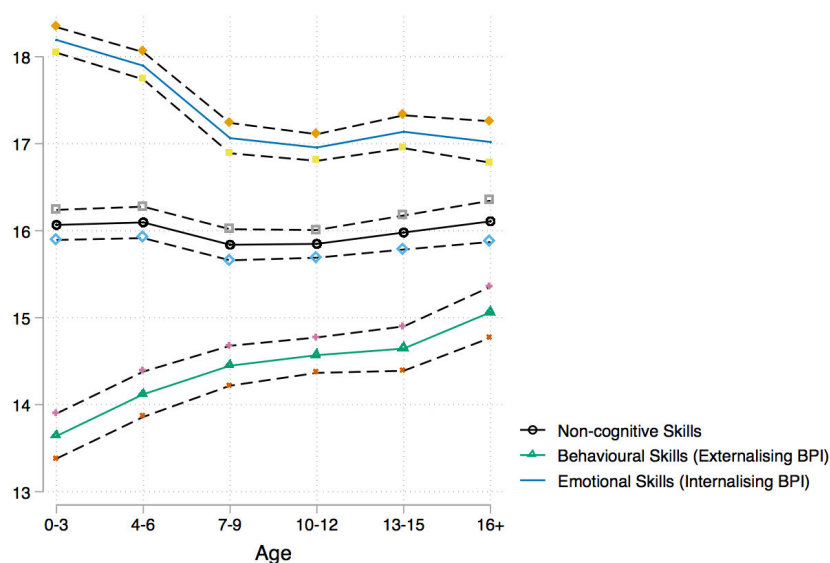 18
17
16
15
14
13
0-3 4-6 7-9 10-12 13-15 16+
Age
Non-cognitive Skills
Behavioural Skills (Externalising BPI)
Emotional Skills (Internalising BPI)